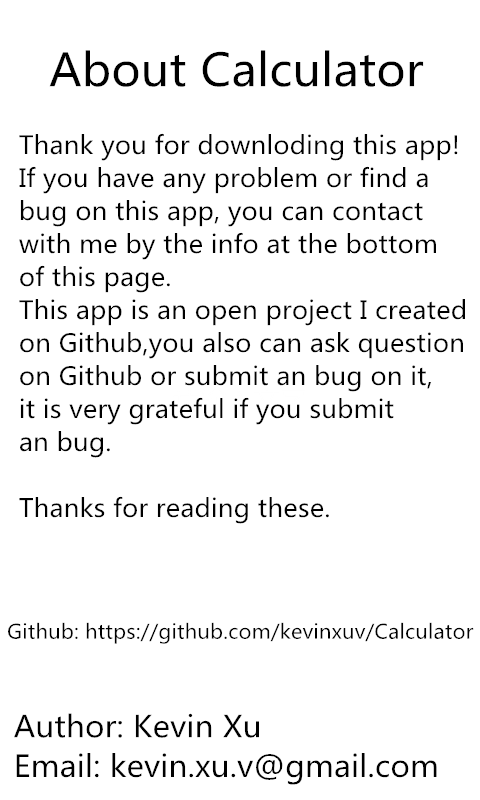 About Calculator
Thank you for downloding this app!
If you have any problem or find a
bug on this app, you can contact
with me by the info at the bottom
of this page.
This app is an open project I created
on Github,you also can ask question
on Github or submit an bug on it,
it is very grateful if you submit
an bug.
Thanks for reading these.
Github: https://github.com/kevinxuv/Calculator
Author: Kevin Xu
Email: kevin.xu.v@gmail.com